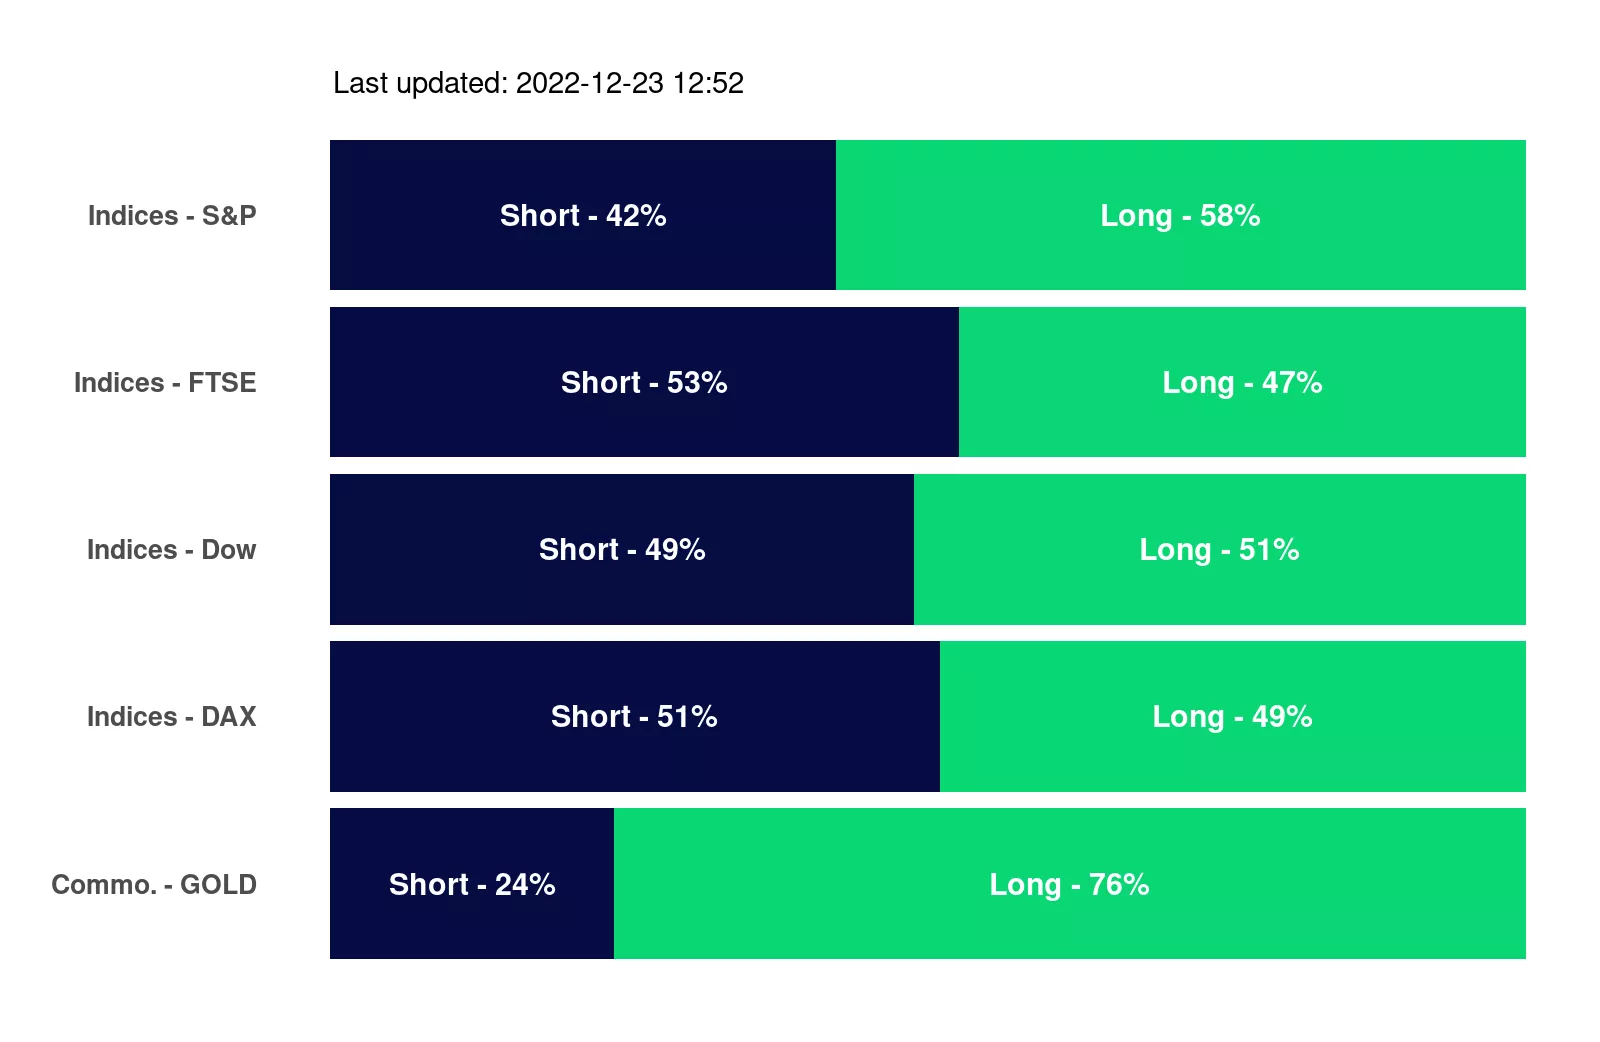 Last updated: 2022-12-23 12:52
Indices - S&P Short - 42% Long - 58%
Indices - FTSE Short - 53% Long - 47%
Indices - Dow Short - 49% Long - 51%
Indices - DAX Short - 51% Long - 49%
Commo. - GOLD Short - 24% Long - 76%